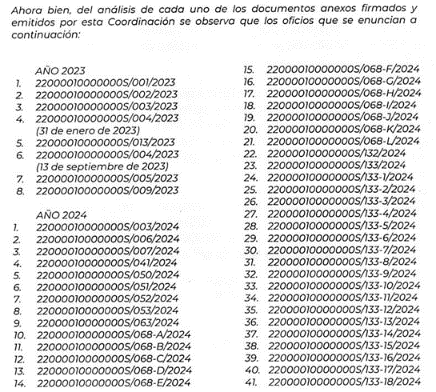 Ahora bien, del análisis de cada uno de los documentos anexos firmados y
emitidos por esta Coordinación se observa que los oficios que se enuncian a
continuación:
AÑO 2023
1. 22000010000000S/001/2023
2. 22000010000000S/002/2023
3. 22000010000000S/003/2023
4. 22000010000000S/004/2023
(31 de enero de 2023)
5. 22000010000000S/013/2023
6. 22000010000000S/004/2023
(13 de septiembre de 2023)
7. 22000010000000S/005/2023
8. 22000010000000S/009/2023
AÑO 2024
1. 22000010000000S/003/2024
2. 22000010000000S/006/2024
3. 22000010000000S/007/2024
4. 22000010000000S/041/2024
5. 22000010000000S/050/2024
6. 22000010000000S/051/2024
7. 22000010000000S/052/2024
8. 22000010000000S/053/2024
9. 22000010000000S/063/2024
10. 22000010000000S/068-A/2024
11. 22000010000000S/068-B/2024
12. 22000010000000S/068-C/2024
13. 22000010000000S/068-D/2024
14. 22000010000000S/068-E/2024
15. 22000010000000S/068-F/2024
16. 22000010000000S/068-G/2024
17. 22000010000000S/068-H/2024
18. 22000010000000S/068-I/2024
19. 22000010000000S/068-J/2024
20. 22000010000000S/068-K/2024
21. 22000010000000S/068-L/2024
22. 22000010000000S/132/2024
23. 22000010000000S/133/2024
24. 22000010000000S/133-1/2024
25. 22000010000000S/133-2/2024
26. 22000010000000S/133-3/2024
27. 22000010000000S/133-4/2024
28. 22000010000000S/133-5/2024
29. 22000010000000S/133-6/2024
30. 22000010000000S/133-7/2024
31. 22000010000000S/133-8/2024
32. 22000010000000S/133-9/2024
33. 22000010000000S/133-10/2024
34. 22000010000000S/133-11/2024
35. 22000010000000S/133-12/2024
36. 22000010000000S/133-13/2024
37. 22000010000000S/133-14/2024
38. 22000010000000S/133-15/2024
39. 22000010000000S/133-16/2024
40. 22000010000000S/133-17/2024
41. 22000010000000S/133-18/2024